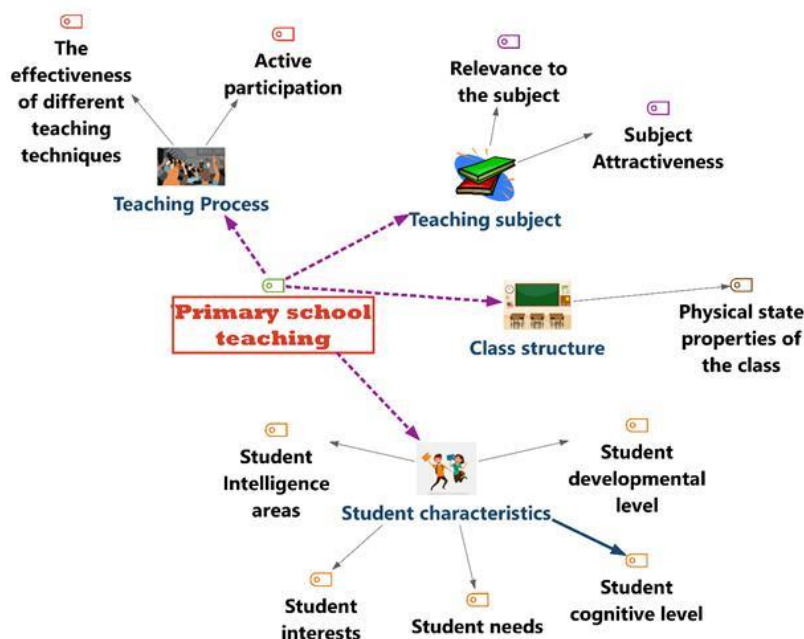 The
effectiveness
of different
teaching
techniques
Active
participation
Relevance to
the subject
Subject
Attractiveness
Teaching Process
Teaching subject
Primary school
teaching
Class structure
Physical state
properties of
the class
Student
Intelligence
areas
Student
developmental
level
Student characteristics
Student
interests
Student needs
Student
cognitive level